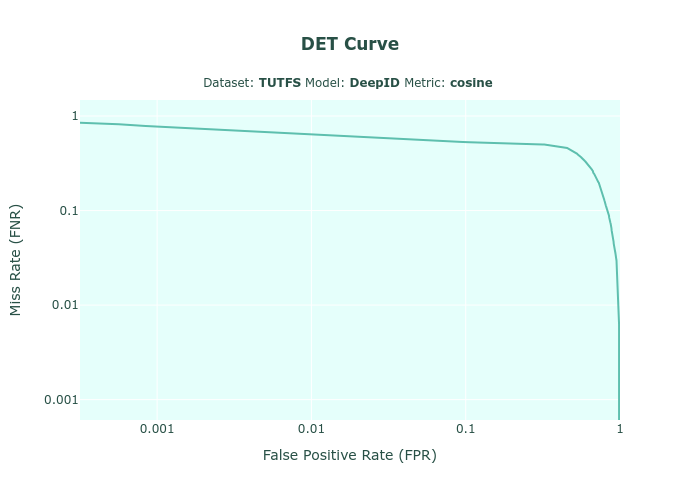 DET Curve
Dataset: TUTFS Model: DeepID Metric: cosine
1
0.1
0.01
0.001
Miss Rate (FNR)
0.001
0.01
0.1
1
False Positive Rate (FPR)